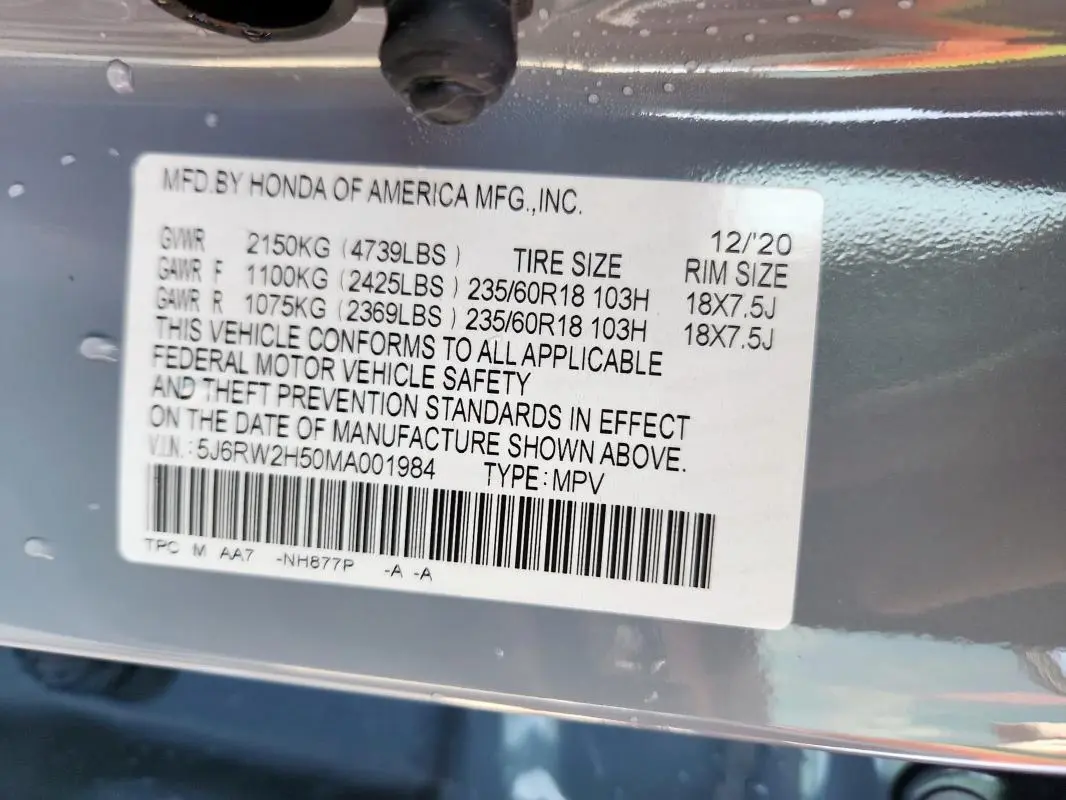 MFD.BY HONDA OF AMERICA MFG.,INC.
12/'20
GVWR 2150KG (4739LBS) TIRE SIZE RIM SIZE
GAWR F 1100KG (2425LBS) 235/60R18 103H 18X7.5J
GAWR R 1075KG (2369LBS) 235/60R18 103H 18X7.5J
THIS VEHICLE CONFORMS TO ALL APPLICABLE
FEDERAL MOTOR VEHICLE SAFETY
AND THEFT PREVENTION STANDARDS IN EFFECT
ON THE DATE OF MANUFACTURE SHOWN ABOVE.
V.I.N.: 5J6RW2H50MA001984 TYPE: MPV
TPC M AA7 -NH877P -A -A